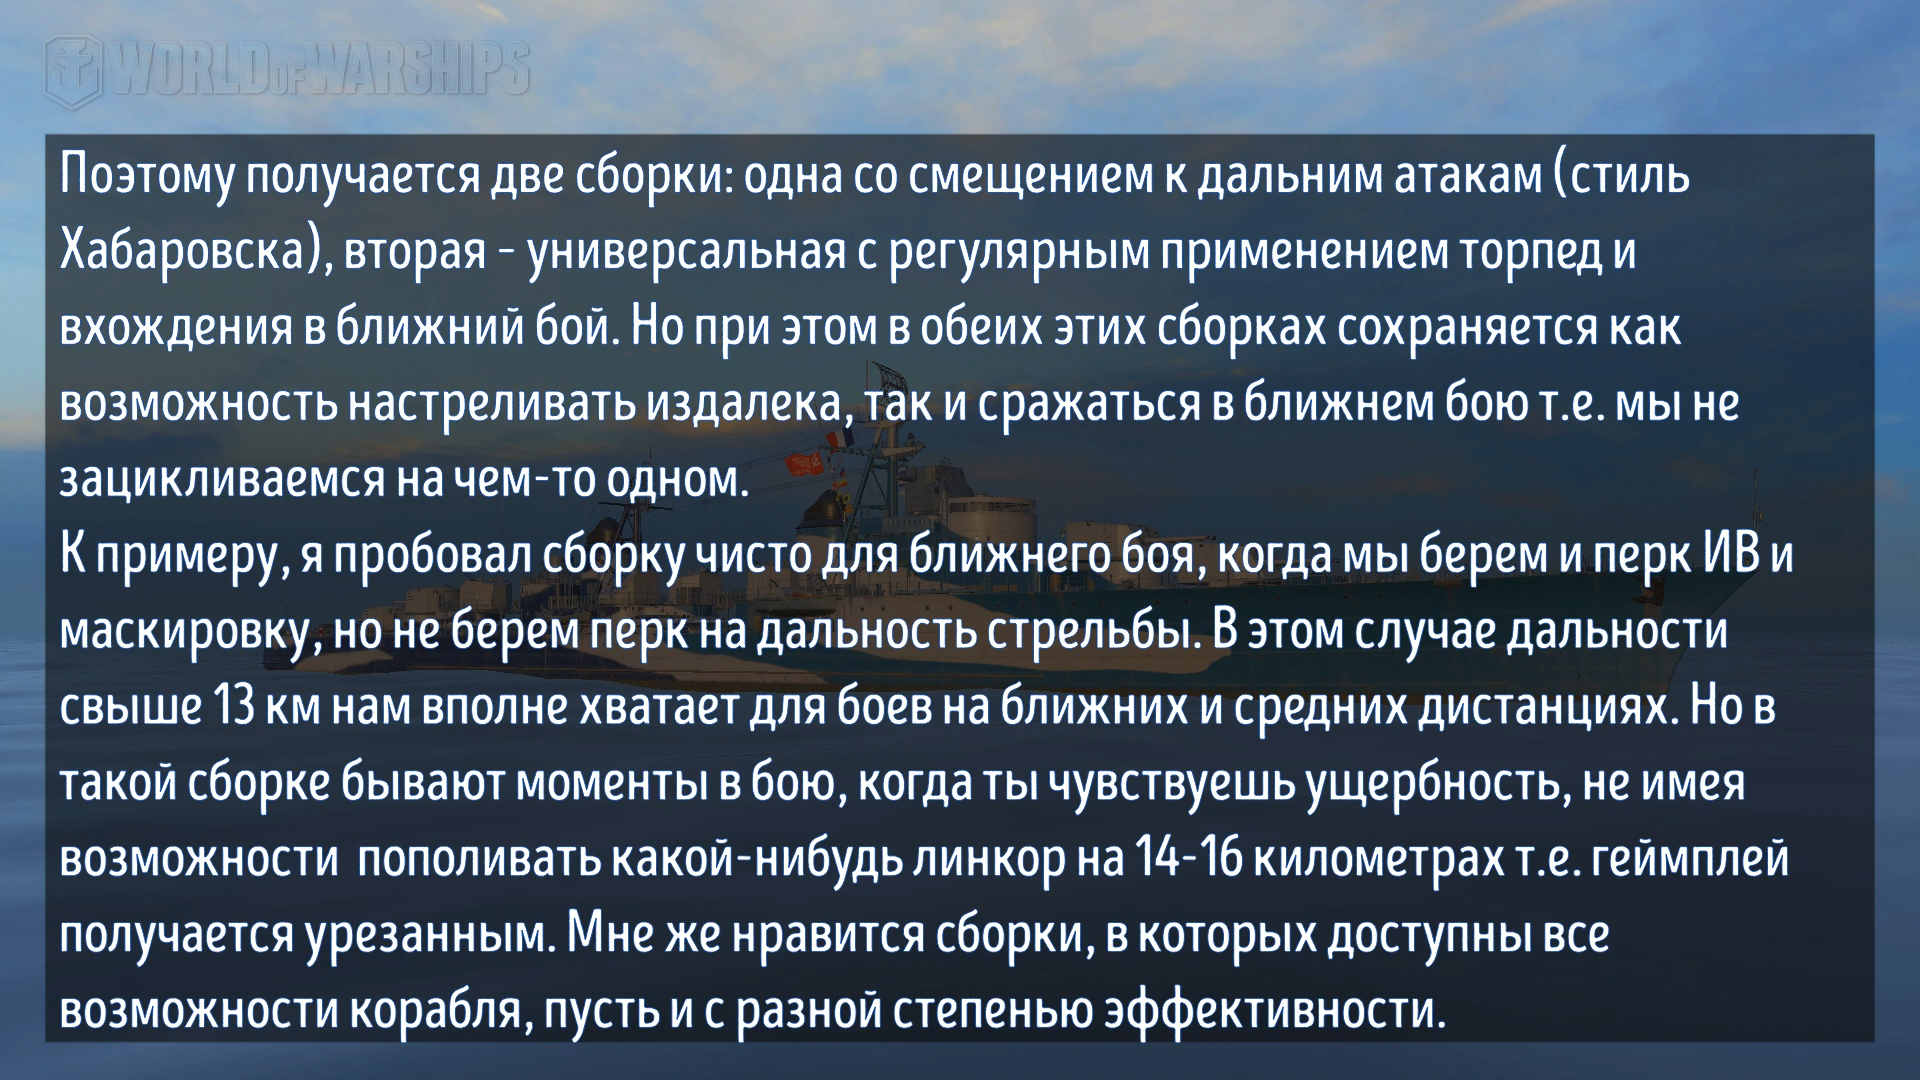 WORLD OF WARSHIPS
Поэтому получается две сборки: одна со смещением к дальним атакам (стиль
Хабаровска), вторая - универсальная с регулярным применением торпед и
вхождения в ближний бой. Но при этом в обеих этих сборках сохраняется как
возможность настреливать издалека, так и сражаться в ближнем бою т.е. мы не
зацикливаемся на чем-то одном.
К примеру, я пробовал сборку чисто для ближнего боя, когда мы берем и перк ИВ и
маскировку, но не берем перк на дальность стрельбы. В этом случае дальности
свыше 13 км нам вполне хватает для боев на ближних и средних дистанциях. Но в
такой сборке бывают моменты в бою, когда ты чувствуешь ущербность, не имея
возможности  пополивать какой-нибудь линкор на 14-16 километрах т.е. геймплей
получается урезанным. Мне же нравится сборки, в которых доступны все
возможности корабля, пусть и с разной степенью эффективности.